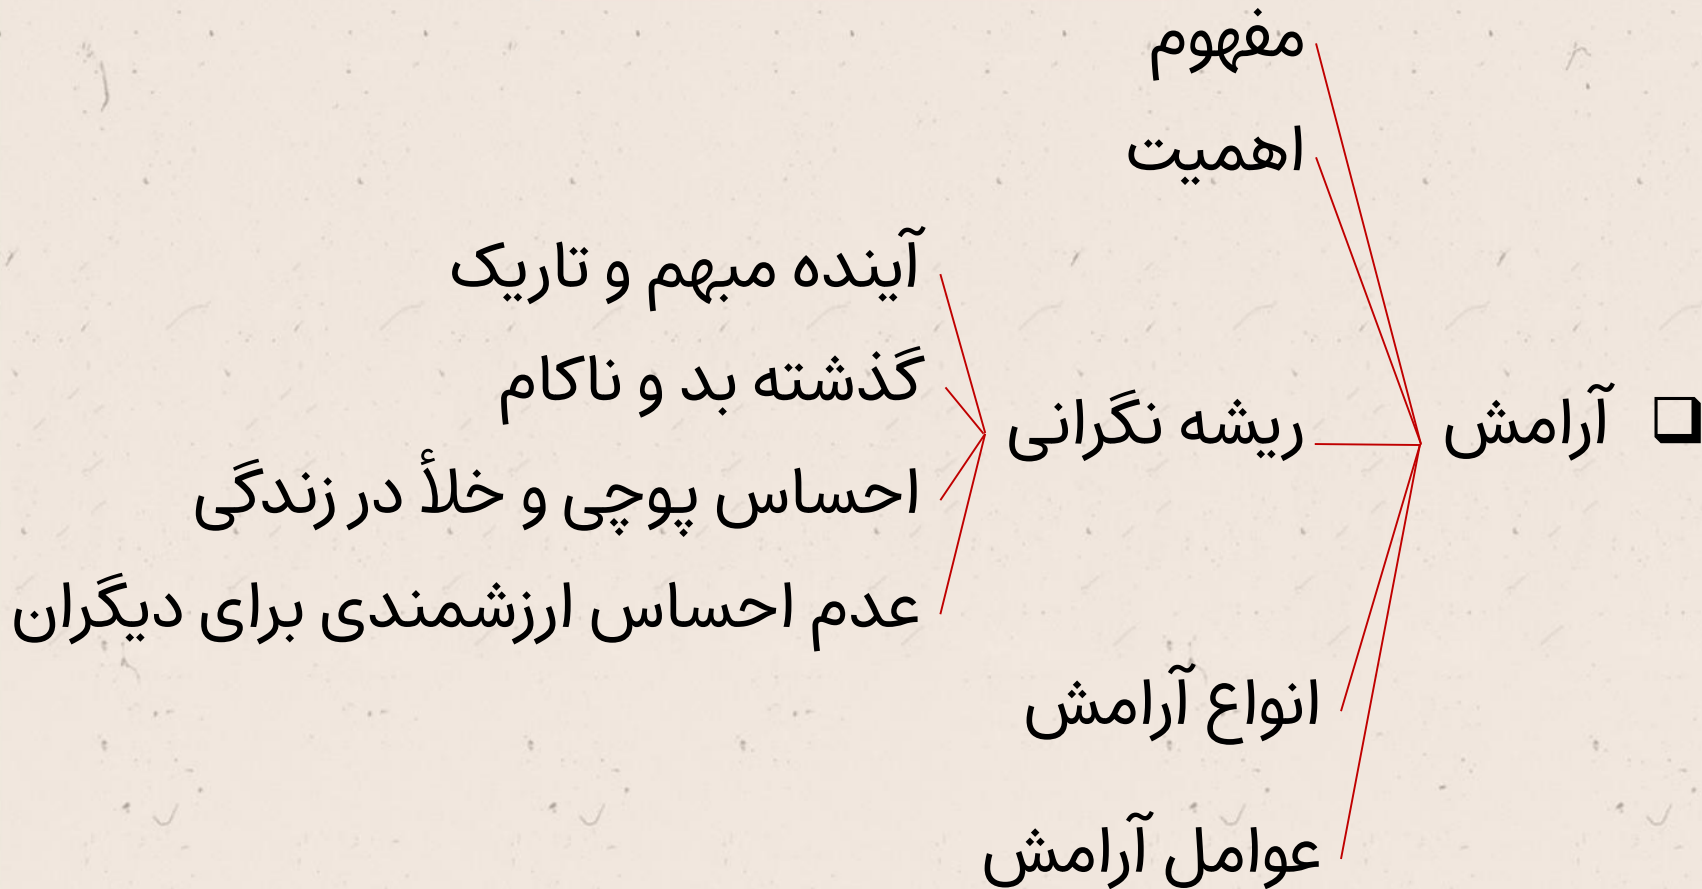 مفهوم
اهمیت
آینده مبهم و تاریک
گذشته بد و ناکام
❑ آرامش
ریشه نگرانی
احساس پوچی و خلأ در زندگی
عدم احساس ارزشمندی برای دیگران
انواع آرامش
عوامل آرامش